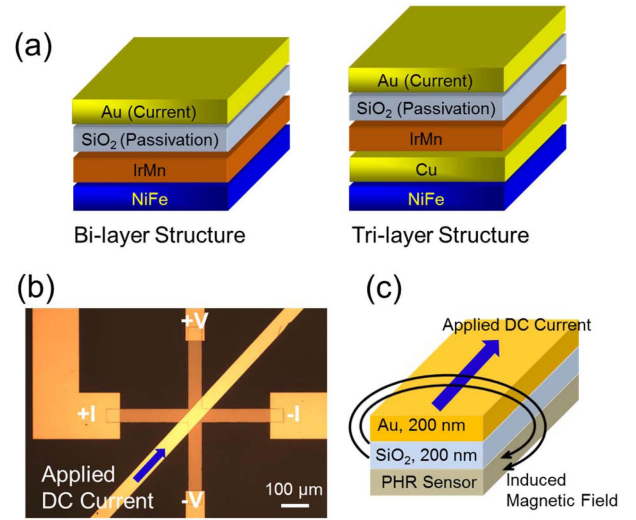 (a)
Au (Current)
SiO₂ (Passivation)
IrMn
NiFe
Bi-layer Structure
Au (Current)
SiO₂ (Passivation)
IrMn
Cu
NiFe
Tri-layer Structure
(b)
+V
+I
-I
-V
Applied
DC Current
100 μm
(c)
Applied DC Current
Au, 200 nm
SiO₂, 200 nm
PHR Sensor
Induced
Magnetic Field